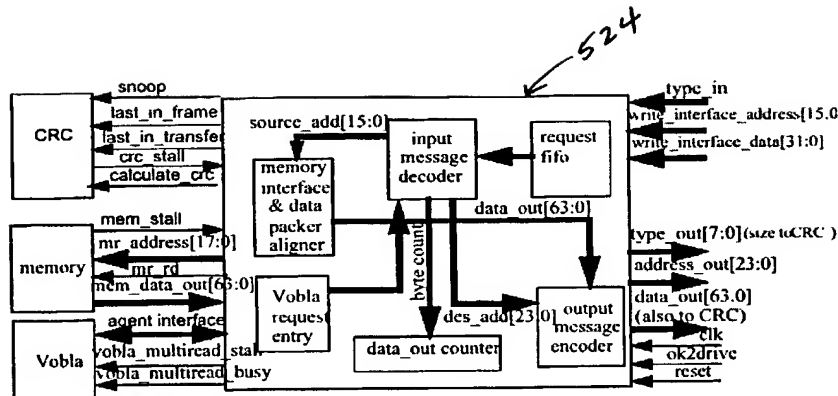 524
snoop
last_in_frame
last_in_transfer
crc_stall
calculate_crc
CRC
mem_stall
mr_address[17:0]
mr_rd
mem_data_out[63:0]
memory
agent interface
vobla_multiread_stall
vobla_multiread_busy
Vobla
source_add[15:0]
input
message
decoder
request
fifo
memory
interface
& data
packer
aligner
data_out[63:0]
byte count
Vobla
request
entry
des_add[23:0]
data_out counter
output
message
encoder
type_in
write_interface_address[15.0
write_interface_data[31:0]
type_out[7:0](size toCRC)
address_out[23:0]
data_out[63.0]
(also to CRC)
clk
ok2drive
reset